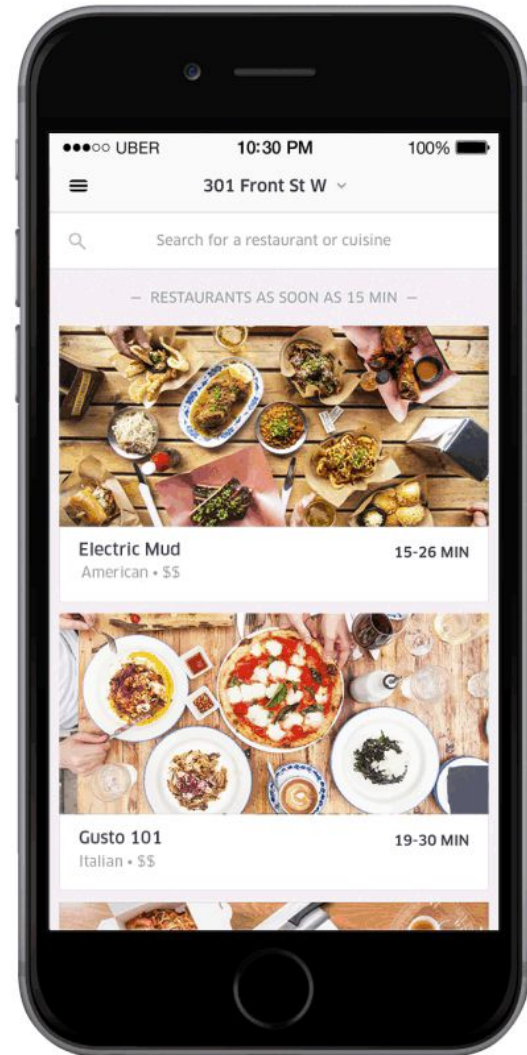 ●●●○○ UBER 10:30 PM 100%
301 Front St W
Search for a restaurant or cuisine
– RESTAURANTS AS SOON AS 15 MIN –
Electric Mud 15-26 MIN
American • $$
Gusto 101 19-30 MIN
Italian • $$